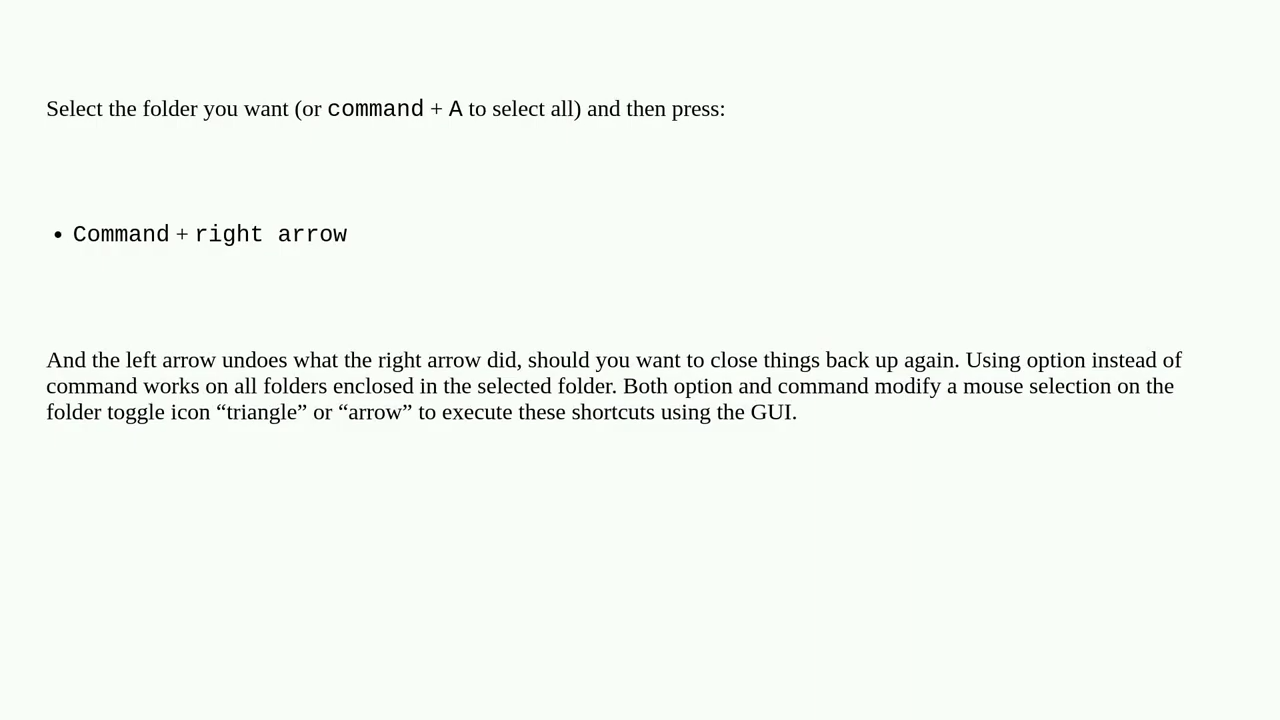 Select the folder you want (or command + A to select all) and then press:
• Command + right arrow
And the left arrow undoes what the right arrow did, should you want to close things back up again. Using option instead of
command works on all folders enclosed in the selected folder. Both option and command modify a mouse selection on the
folder toggle icon “triangle” or “arrow” to execute these shortcuts using the GUI.